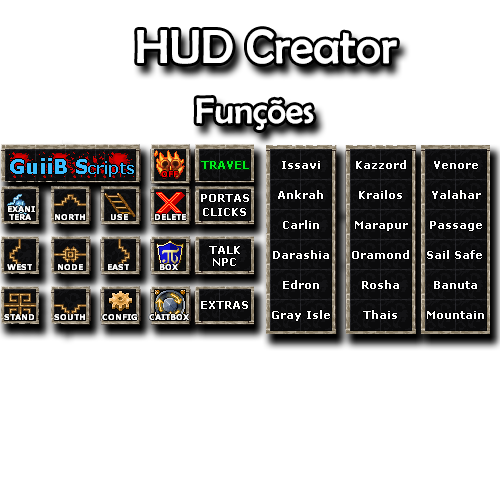 HUD Creator
Funções
GuiiB Scripts
OFF
TRAVEL
EXANI
TERA
NORTH
USE
DELETE
PORTAS
CLICKS
WEST
NODE
EAST
BOX
TALK
NPC
STAND
SOUTH
CONFIG
CAITBOX
EXTRAS
Issavi
Ankrah
Carlin
Darashia
Edron
Gray Isle
Kazzord
Krailos
Marapur
Oramond
Rosha
Thais
Venore
Yalahar
Passage
Sail Safe
Banuta
Mountain